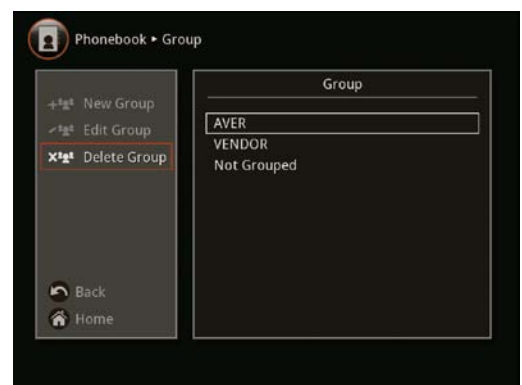 Phonebook ▸ Group
New Group
Edit Group
Delete Group
Back
Home
Group
AVER
VENDOR
Not Grouped